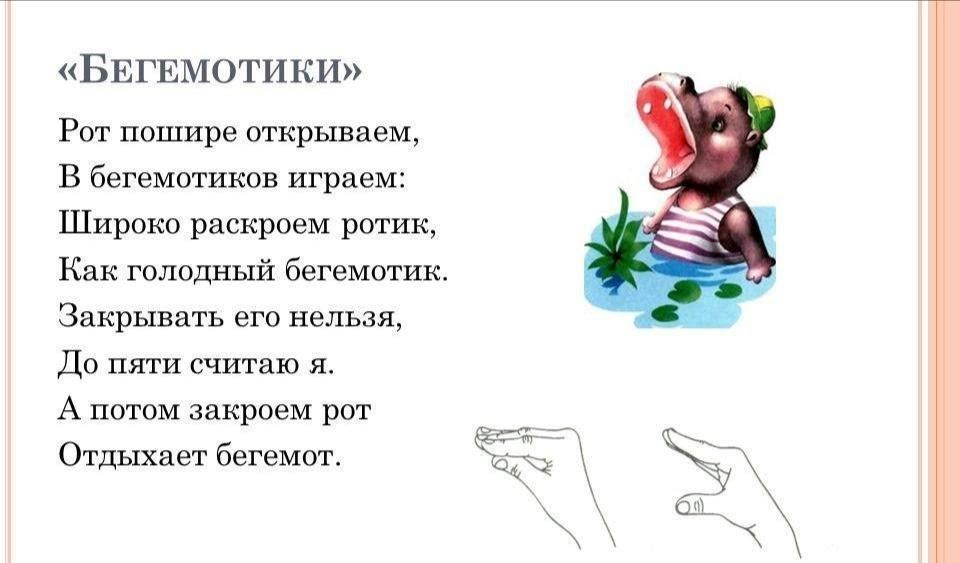 «Бегемотики»
Рот пошире открываем,
В бегемотиков играем:
Широко раскроем ротик,
Как голодный бегемотик.
Закрывать его нельзя,
До пяти считаю я.
А потом закроем рот
Отдыхает бегемот.